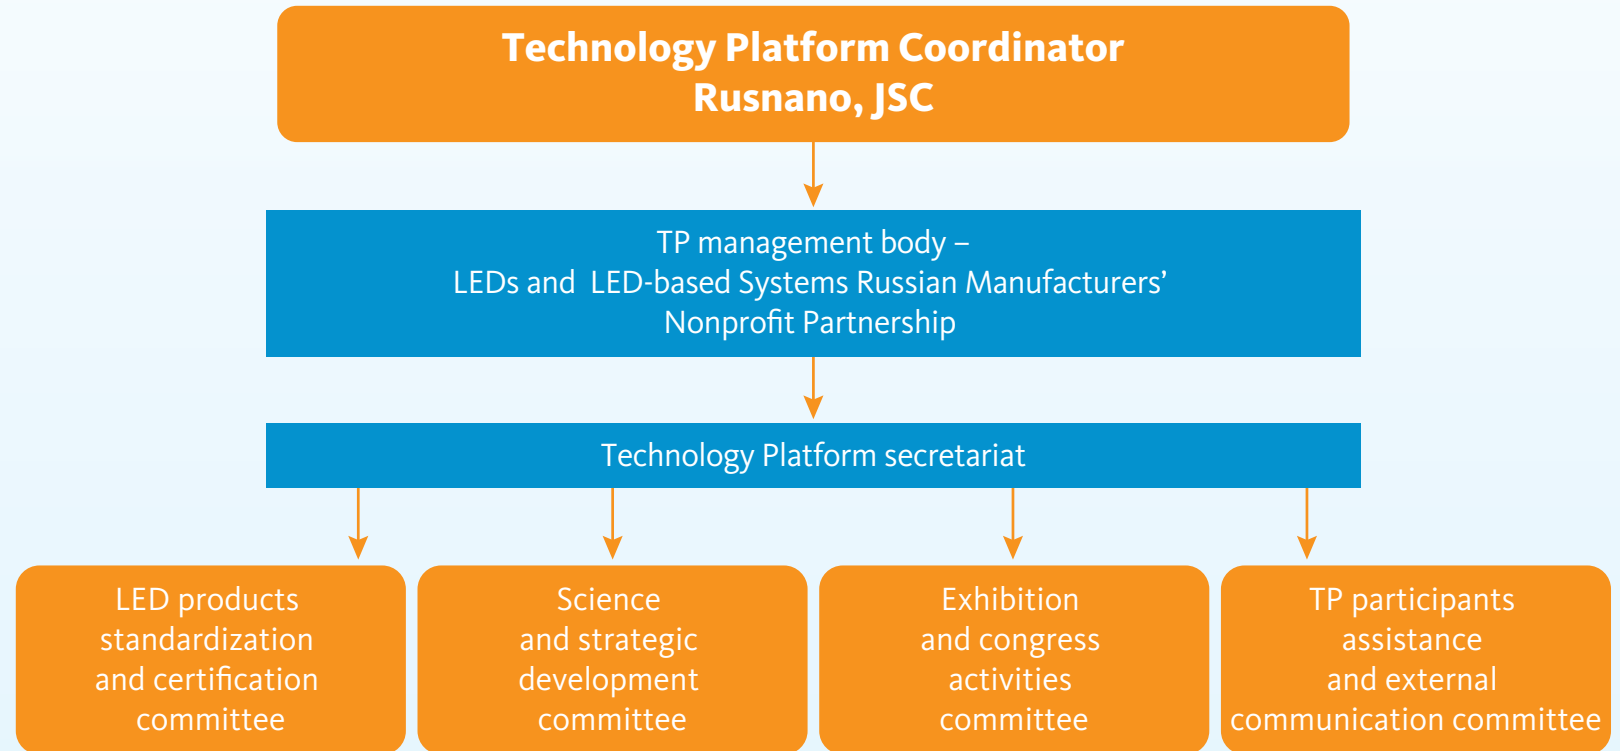 Technology Platform Coordinator
Rusnano, JSC
TP management body –
LEDs and LED-based Systems Russian Manufacturers’
Nonprofit Partnership
Technology Platform secretariat
LED products
standardization
and certification
committee
Science
and strategic
development
committee
Exhibition
and congress
activities
committee
TP participants
assistance
and external
communication committee